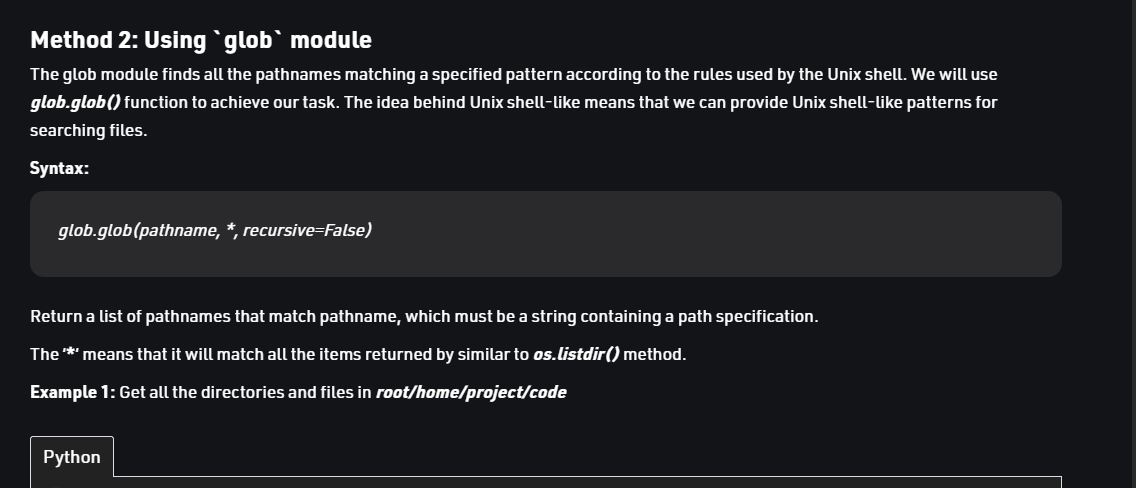 Method 2: Using `glob` module
The glob module finds all the pathnames matching a specified pattern according to the rules used by the Unix shell. We will use
glob.glob() function to achieve our task. The idea behind Unix shell-like means that we can provide Unix shell-like patterns for
searching files.
Syntax:
glob.glob(pathname, *, recursive=False)
Return a list of pathnames that match pathname, which must be a string containing a path specification.
The '*' means that it will match all the items returned by similar to os.listdir() method.
Example 1: Get all the directories and files in root/home/project/code
Python